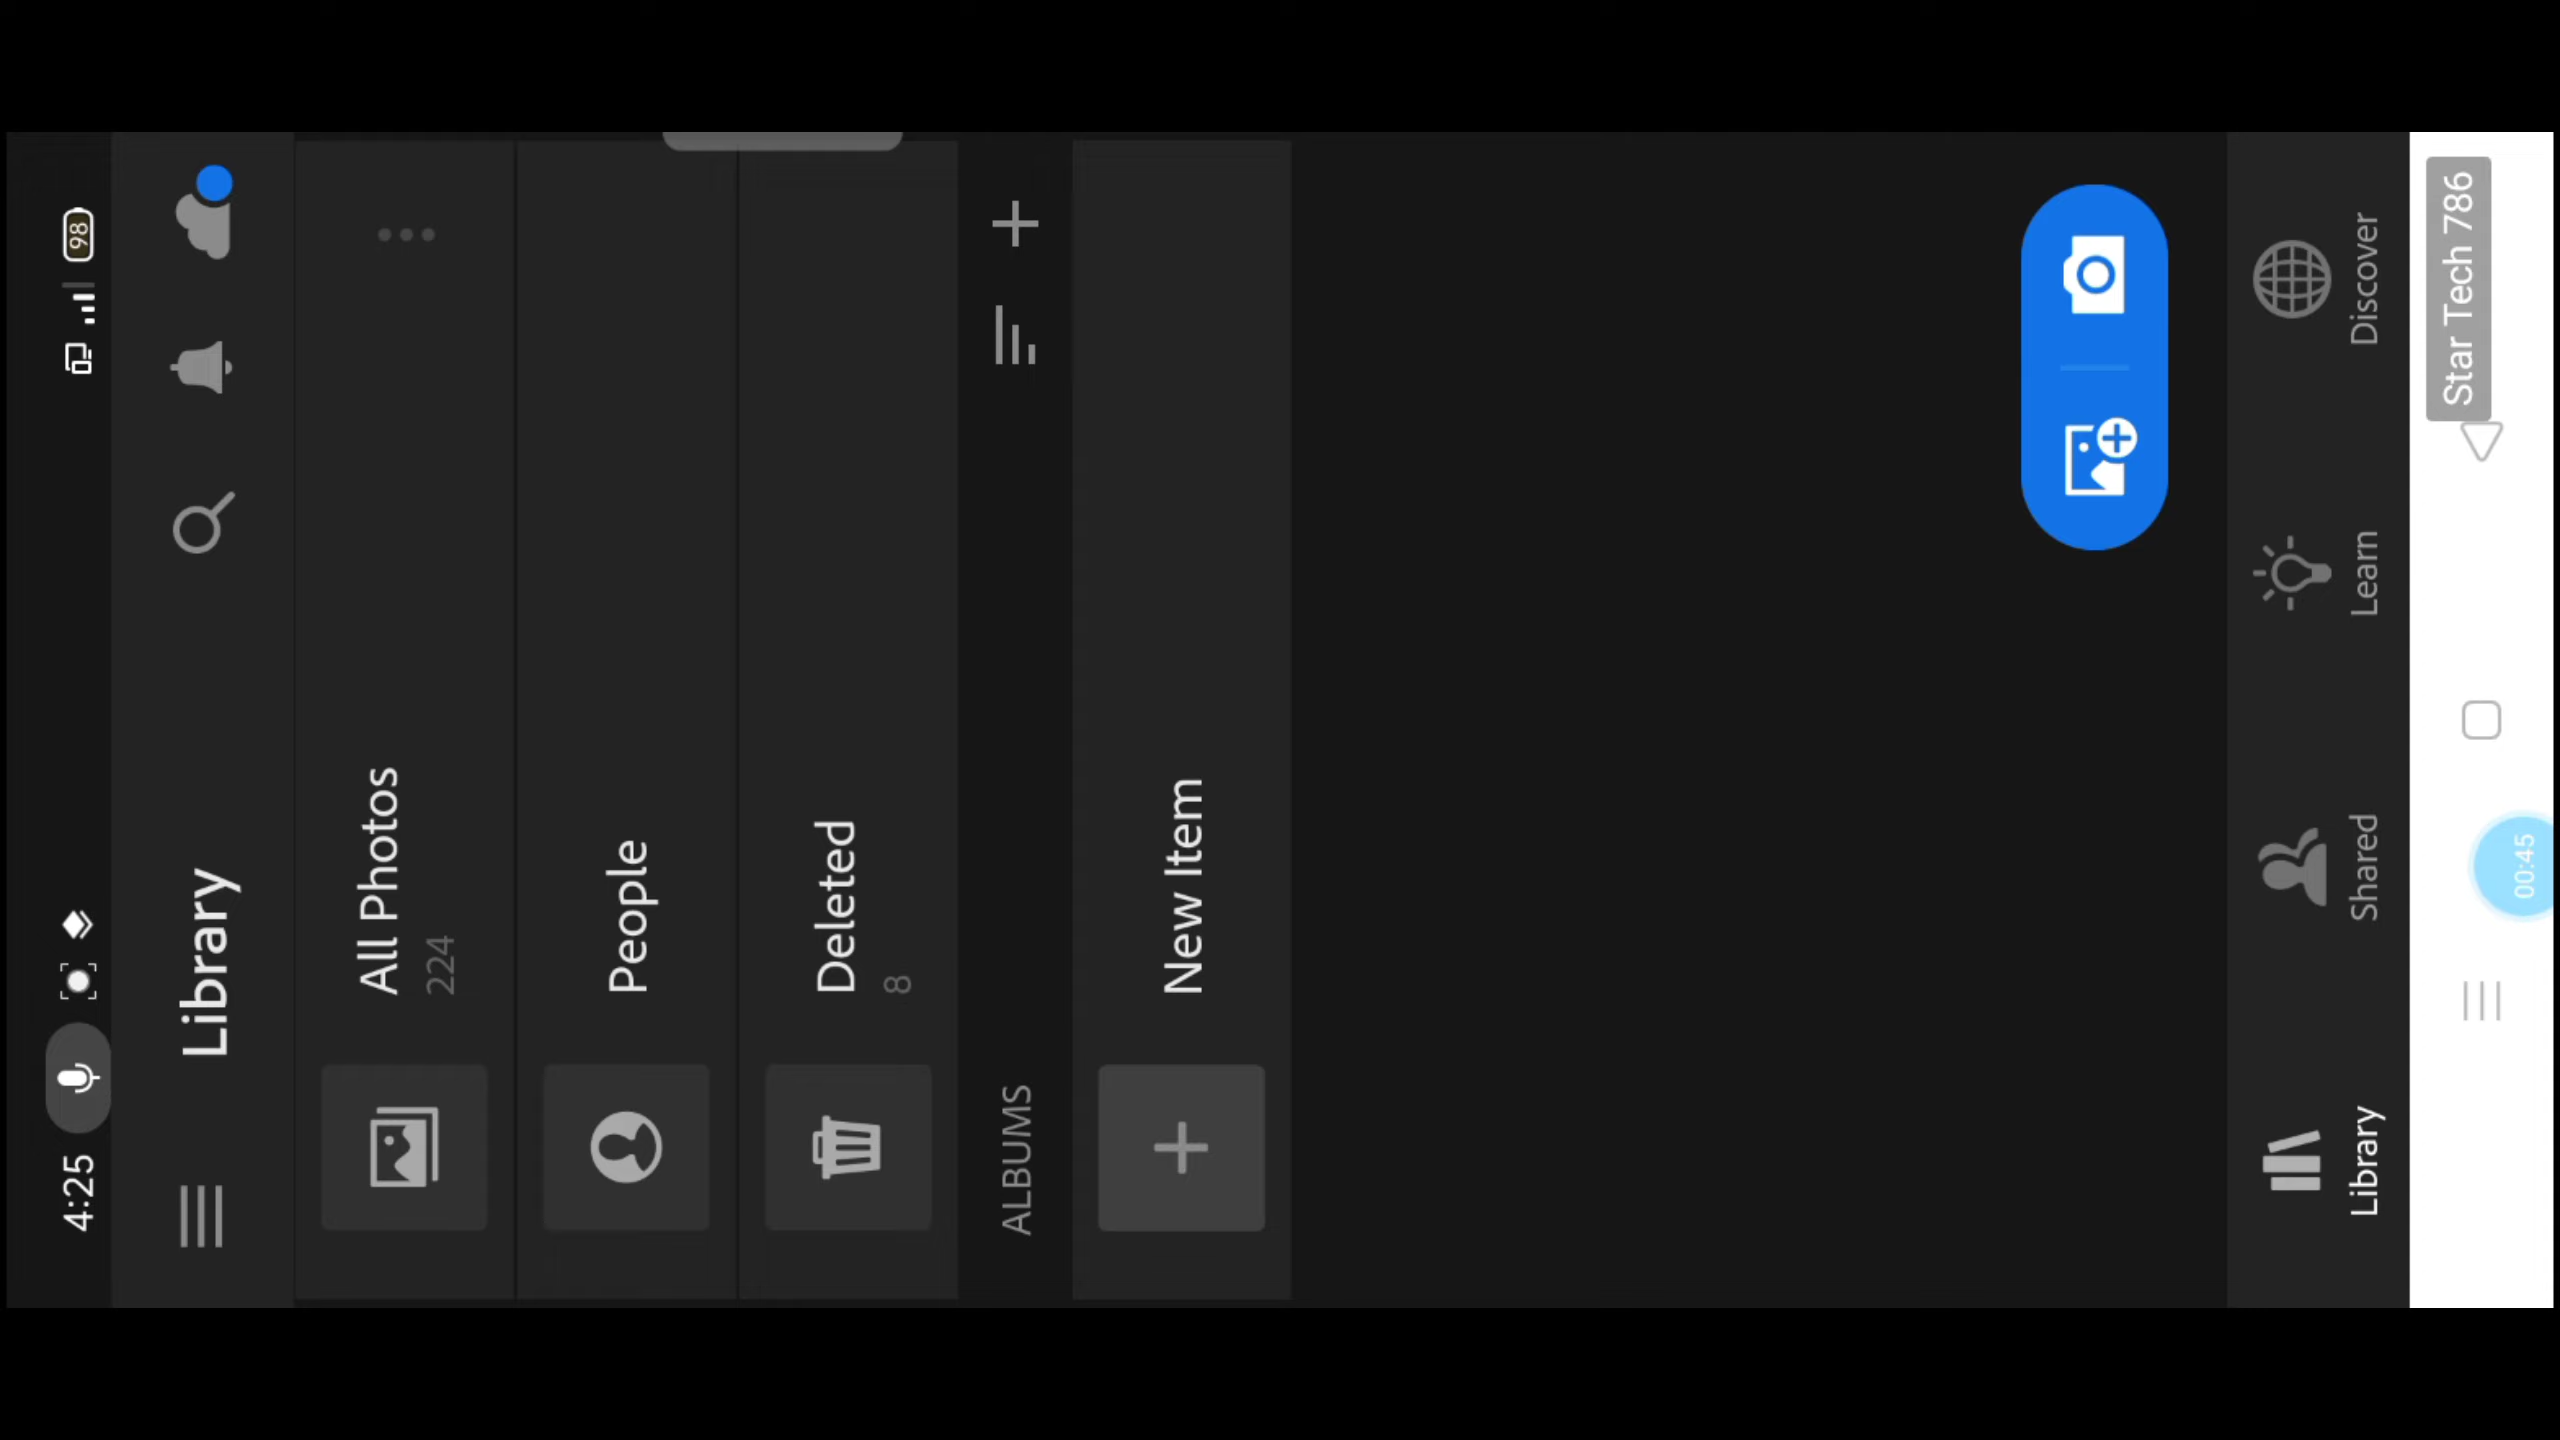 4:25
98
Library
All Photos
224
People
Deleted
8
ALBUMS
New Item
Library
Shared
Learn
Discover
00:45
Star Tech 786